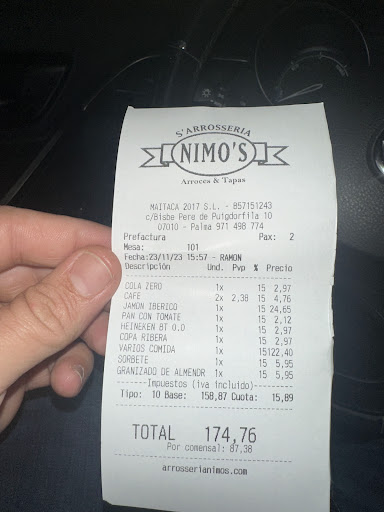 S'ARROSSERIA
NIMO'S
Arroces & Tapas
MAITACA 2017 S.L. - B57151243
c/Bisbe Pere de Puigdorfila 10
07010 - Palma 971 498 774
Prefactura Pax: 2
Mesa: 101
Fecha:23/11/23 15:57 - RAMON
Descripción Und. Pvp % Precio
COLA ZERO 1x 15 2,97
CAFE 2x 2,38 15 4,76
JAMON IBERICO 1x 15 24,65
PAN CON TOMATE 1x 15 2,12
HEINEKEN BT 0.0 1x 15 2,97
COPA RIBERA 1x 15 2,97
VARIOS COMIDA 1x 15122,40
SORBETE 1x 15 5,95
GRANIZADO DE ALMENDR 1x 15 5,95
------Impuestos (iva incluido)------
Tipo: 10 Base: 158,87 Cuota: 15,89
TOTAL 174,76
Por comensal: 87,38
arrosserianimos.com